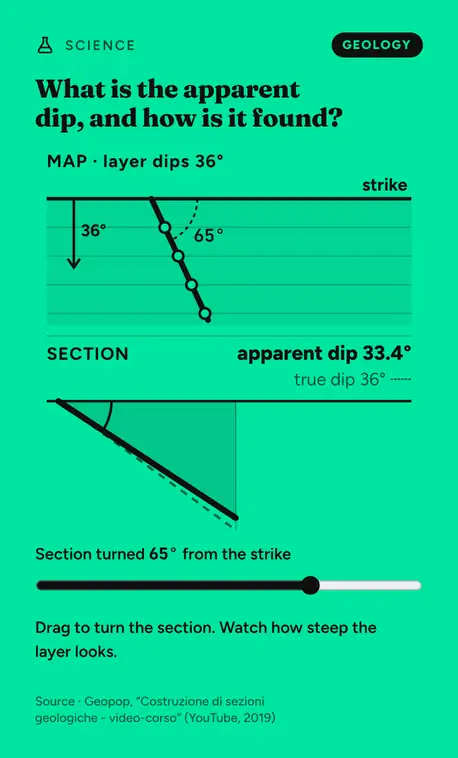 SCIENCE
GEOLOGY
What is the apparent
dip, and how is it found?
MAP · layer dips 36°
strike
36°
65°
SECTION
apparent dip 33.4°
true dip 36°
Section turned 65° from the strike
Drag to turn the section. Watch how steep the
layer looks.
Source · Geopop, “Costruzione di sezioni
geologiche - video-corso” (YouTube, 2019)